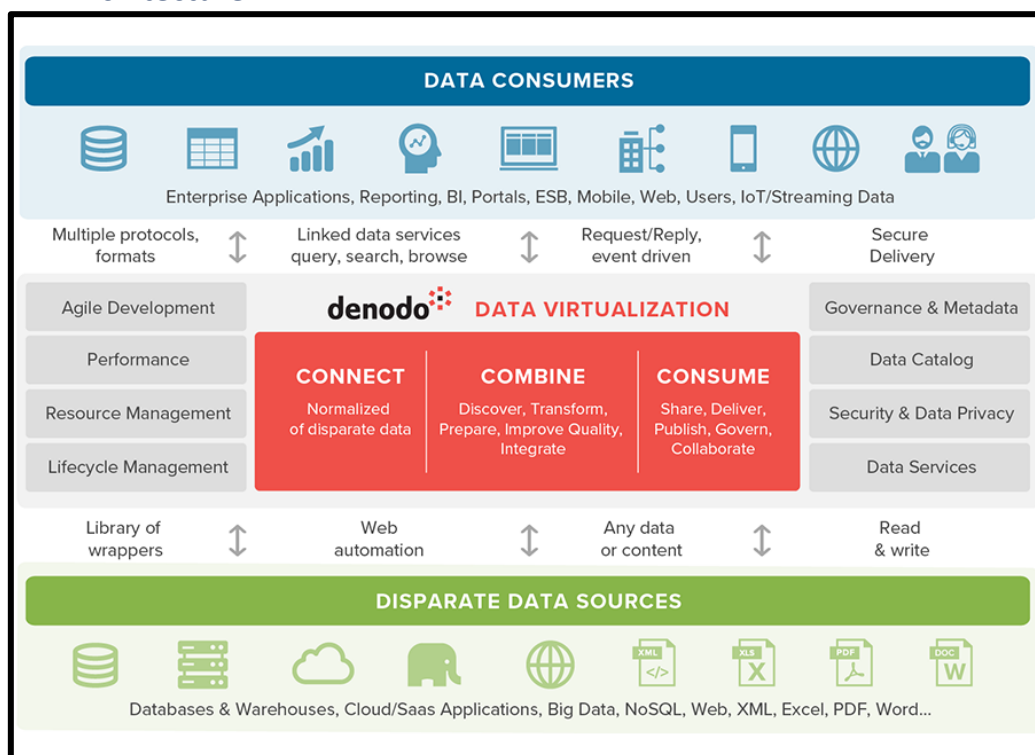 DATA CONSUMERS
Enterprise Applications, Reporting, BI, Portals, ESB, Mobile, Web, Users, IoT/Streaming Data
Multiple protocols,
formats
Linked data services
query, search, browse
Request/Reply,
event driven
Secure
Delivery
Agile Development
Performance
Resource Management
Lifecycle Management
denodo DATA VIRTUALIZATION
CONNECT
Normalized
of disparate data
COMBINE
Discover, Transform,
Prepare, Improve Quality,
Integrate
CONSUME
Share, Deliver,
Publish, Govern,
Collaborate
Governance & Metadata
Data Catalog
Security & Data Privacy
Data Services
Library of
wrappers
Web
automation
Any data
or content
Read
& write
DISPARATE DATA SOURCES
XML
</>
XLS
X
PDF
DOC
W
Databases & Warehouses, Cloud/Saas Applications, Big Data, NoSQL, Web, XML, Excel, PDF, Word...